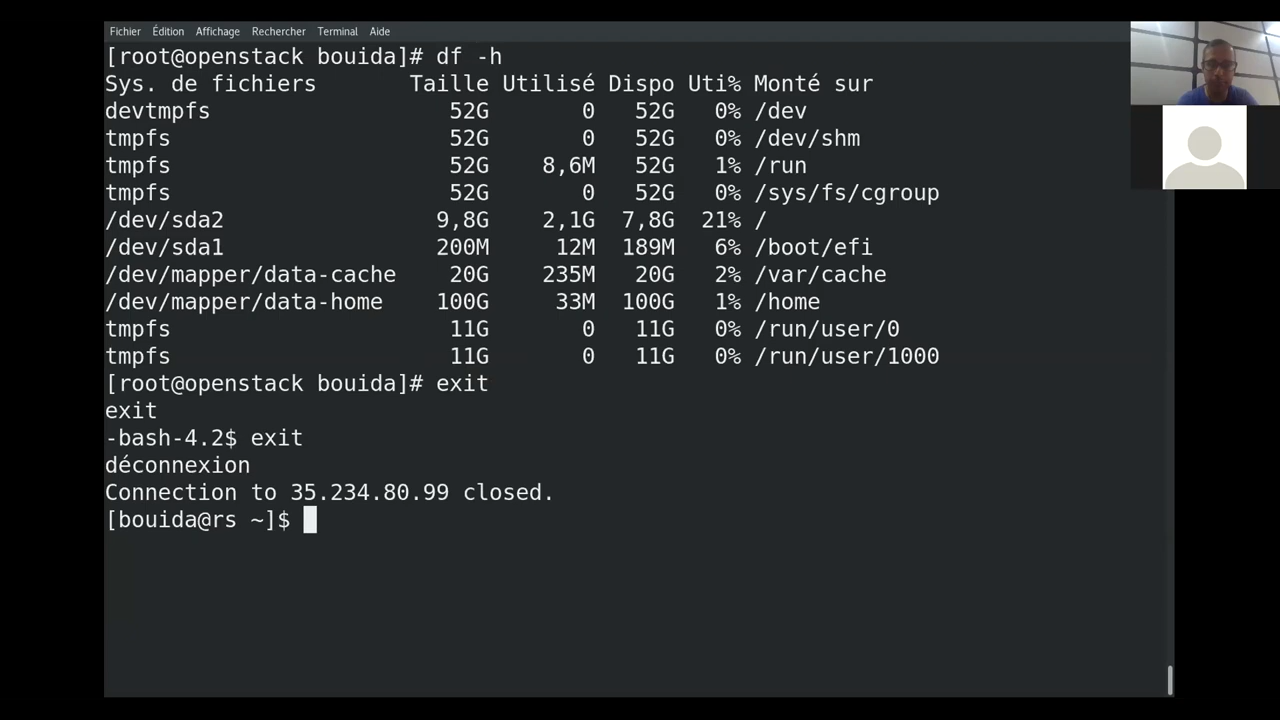 Fichier Édition Affichage Rechercher Terminal Aide
[root@openstack bouida]# df -h
Sys. de fichiers Taille Utilisé Dispo Uti% Monté sur
devtmpfs 52G 0 52G 0% /dev
tmpfs 52G 0 52G 0% /dev/shm
tmpfs 52G 8,6M 52G 1% /run
tmpfs 52G 0 52G 0% /sys/fs/cgroup
/dev/sda2 9,8G 2,1G 7,8G 21% /
/dev/sda1 200M 12M 189M 6% /boot/efi
/dev/mapper/data-cache 20G 235M 20G 2% /var/cache
/dev/mapper/data-home 100G 33M 100G 1% /home
tmpfs 11G 0 11G 0% /run/user/0
tmpfs 11G 0 11G 0% /run/user/1000
[root@openstack bouida]# exit
exit
-bash-4.2$ exit
déconnexion
Connection to 35.234.80.99 closed.
[bouida@rs ~]$